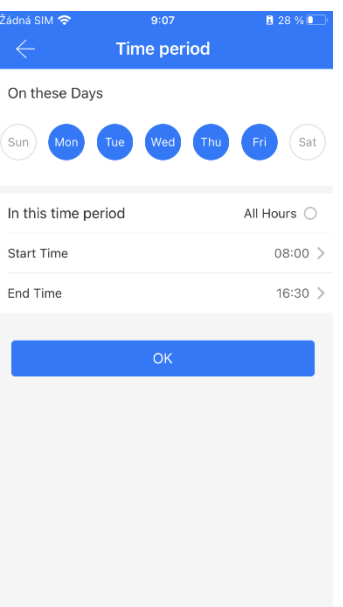 Žádná SIM 9:07 28 %
Time period
On these Days
Sun Mon Tue Wed Thu Fri Sat
In this time period All Hours
Start Time 08:00
End Time 16:30
OK